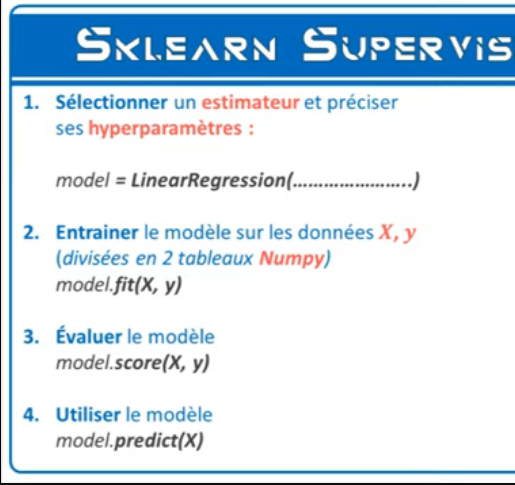 SKLEARN SUPERVIS
1. Sélectionner un estimateur et préciser
ses hyperparamètres :
model = LinearRegression(........................)
2. Entrainer le modèle sur les données X, y
(divisées en 2 tableaux Numpy)
model.fit(X, y)
3. Évaluer le modèle
model.score(X, y)
4. Utiliser le modèle
model.predict(X)